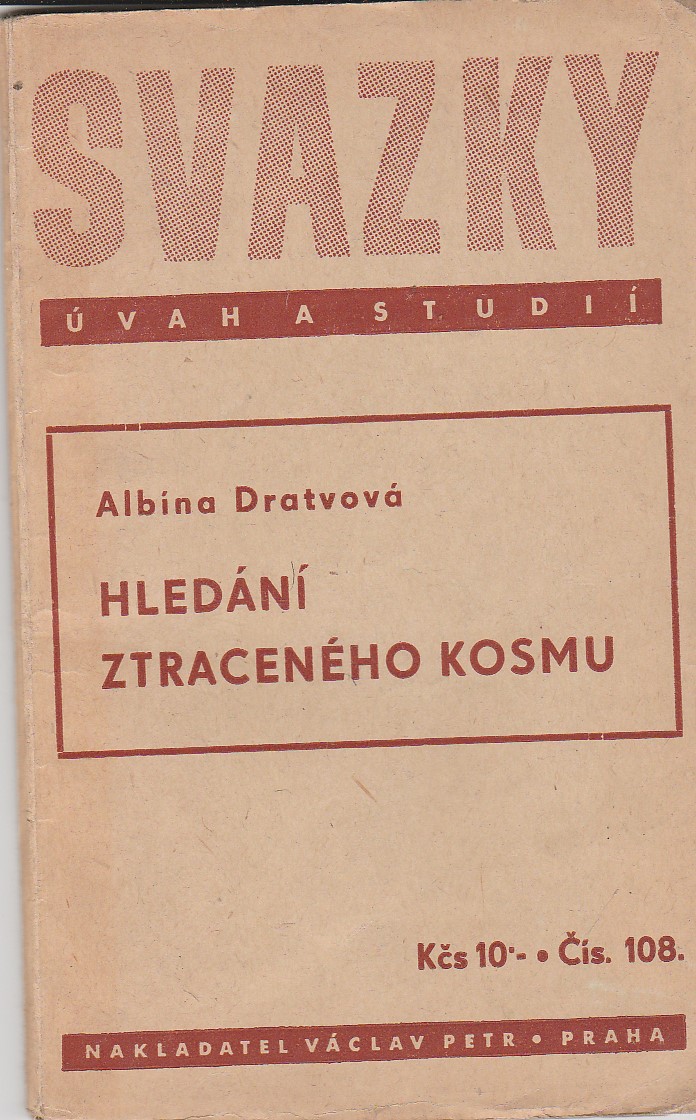 SVAZKY
ÚVAH A STUDIÍ
Albína Dratvová
HLEDÁNÍ
ZTRACENÉHO KOSMU
Kčs 10·- • Čís. 108.
NAKLADATEL VÁCLAV PETR • PRAHA